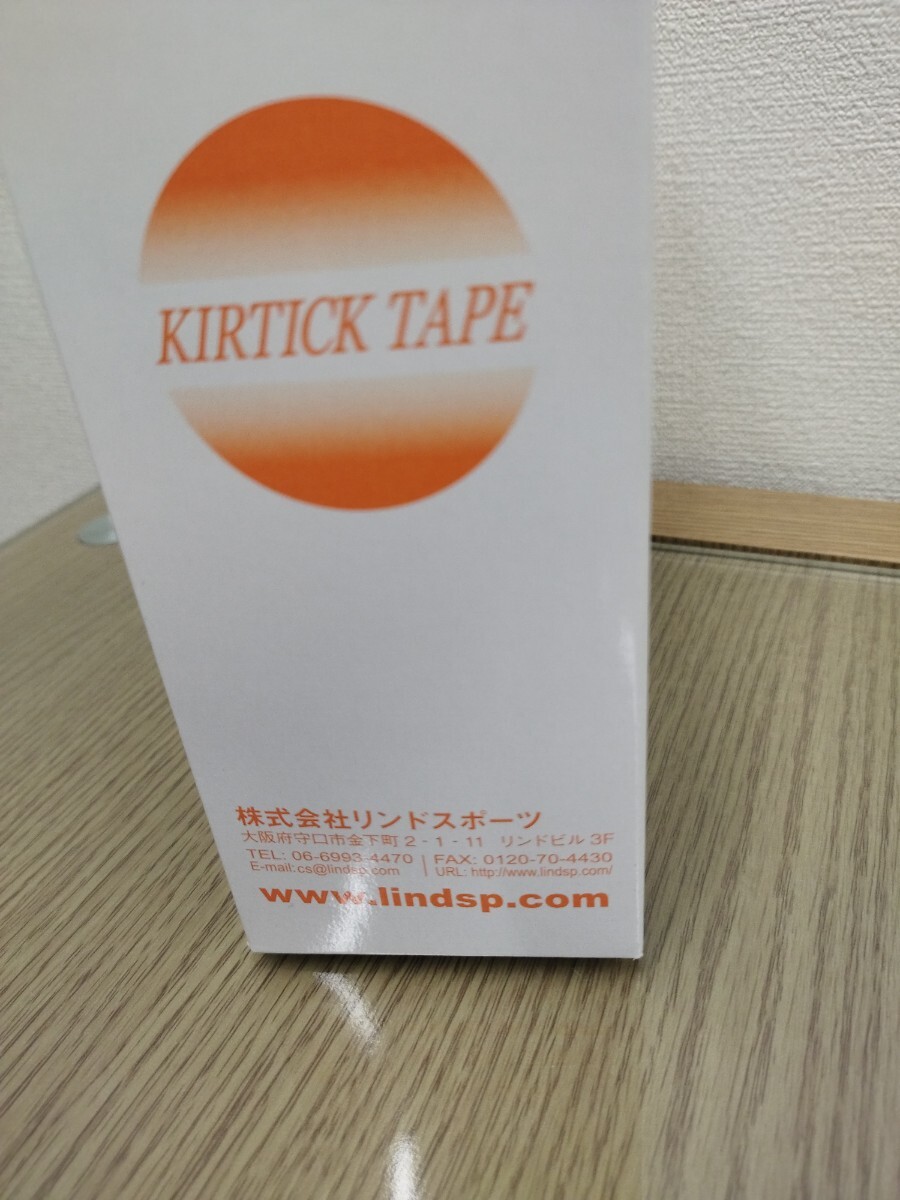 KIRTICK TAPE
株式会社リンドスポーツ
大阪府守口市金下町2-1-11 リンドビル3F
TEL: 06-6993-4470 | FAX: 0120-70-4430
E-mail:cs@lindsp.com | URL: http://www.lindsp.com/
www.lindsp.com